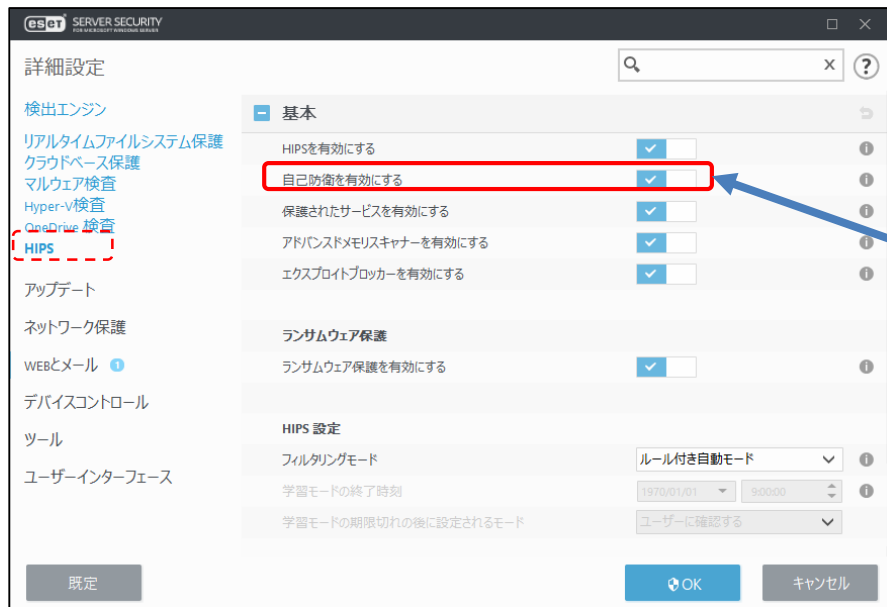 eset SERVER SECURITY
FOR MICROSOFT WINDOWS SERVER
詳細設定
検出エンジン
リアルタイムファイルシステム保護
クラウドベース保護
マルウェア検査
Hyper-V検査
OneDrive 検査
HIPS
アップデート
ネットワーク保護
WEBとメール 1
デバイスコントロール
ツール
ユーザーインターフェース
基本
HIPSを有効にする
自己防衛を有効にする
保護されたサービスを有効にする
アドバンスドメモリスキャナーを有効にする
エクスプロイトブロッカーを有効にする
ランサムウェア保護
ランサムウェア保護を有効にする
HIPS 設定
フィルタリングモード ルール付き自動モード
学習モードの終了時刻 1970/01/01 9:00:00
学習モードの期限切れの後に設定されるモード ユーザーに確認する
既定 OK キャンセル